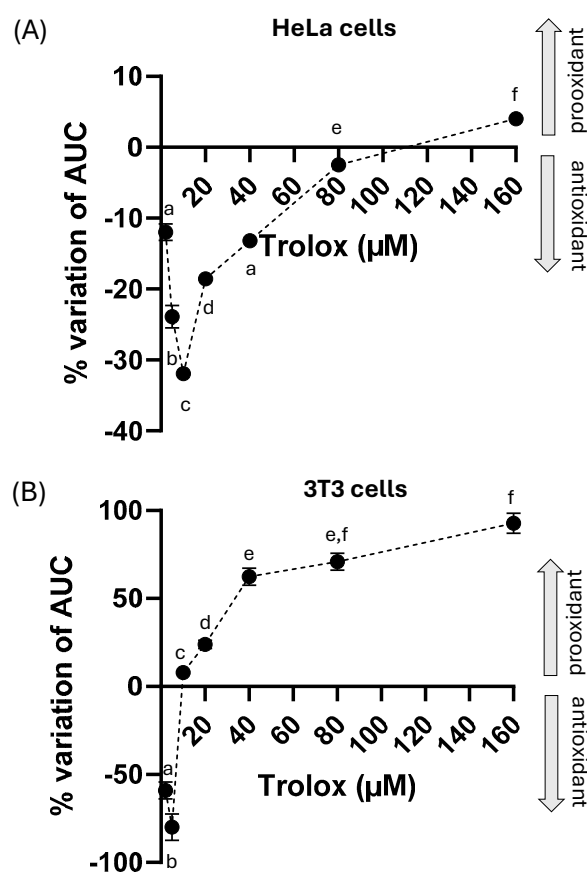 (A)
HeLa cells
prooxidant
antioxidant
% variation of AUC
10
0
-10
-20
-30
-40
20
40
60
80
100
120
140
160
Trolox (µM)
a
b
c
d
a
e
f
(B)
3T3 cells
prooxidant
antioxidant
% variation of AUC
100
50
0
-50
-100
20
40
60
80
100
120
140
160
Trolox (µM)
a
b
c
d
e
e,f
f